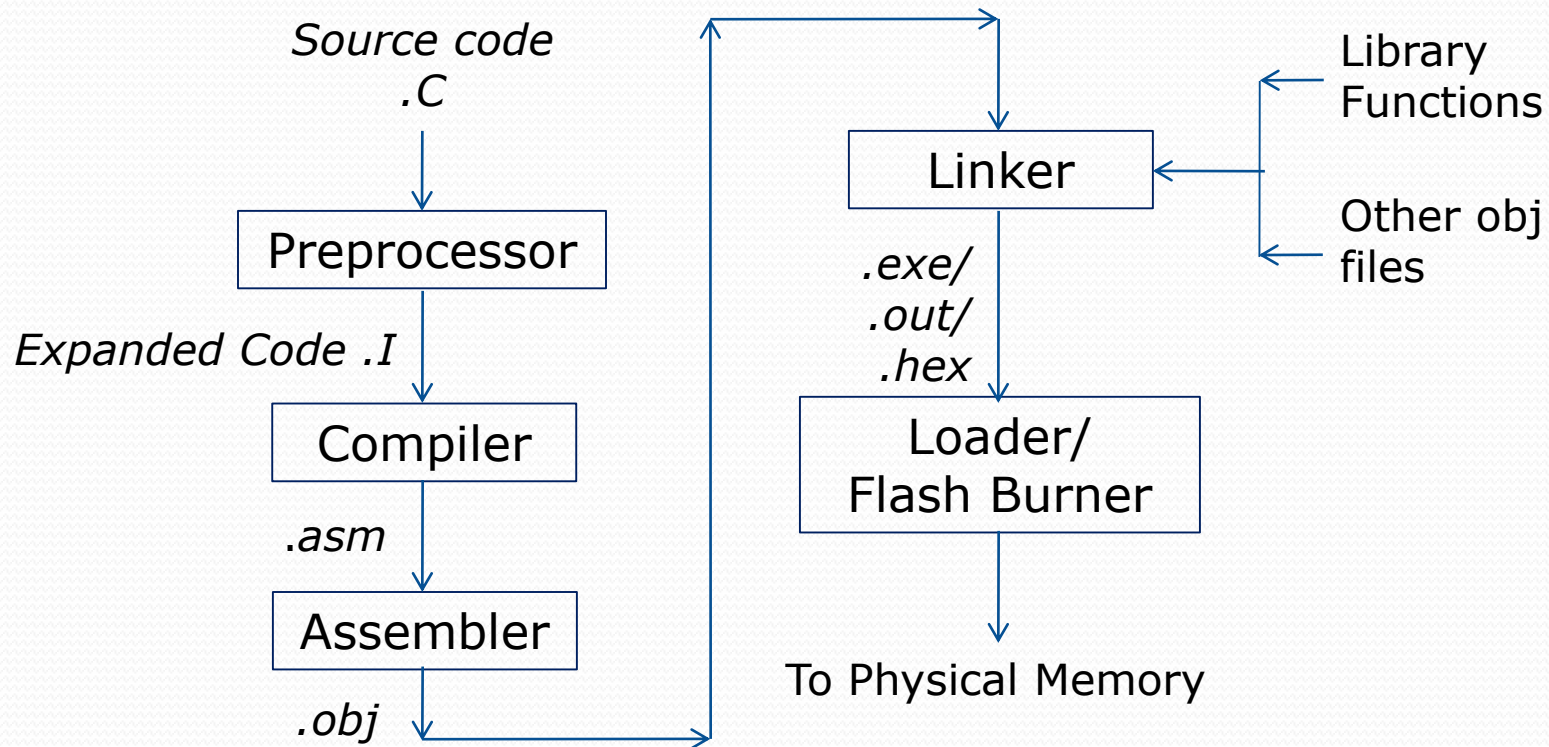 Source code
.C
Preprocessor
Expanded Code .I
Compiler
.asm
Assembler
.obj
Linker
Library
Functions
Other obj
files
.exe/
.out/
.hex
Loader/
Flash Burner
To Physical Memory